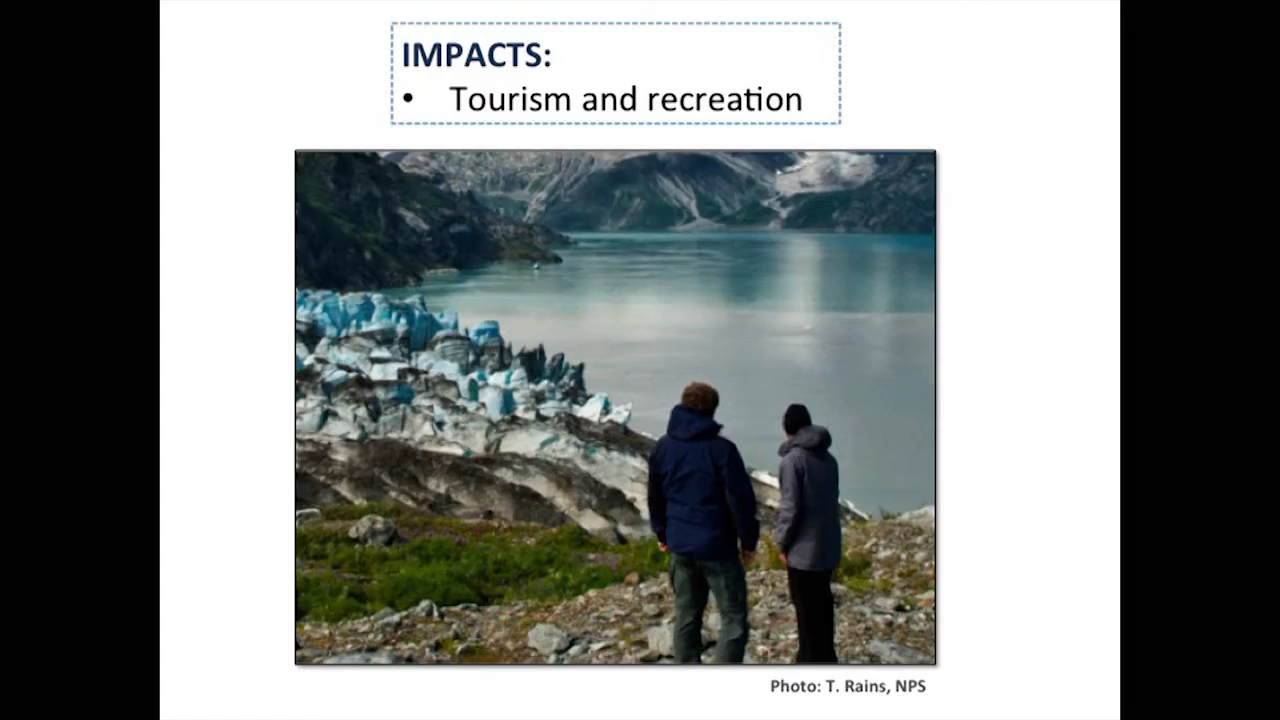 IMPACTS:
• Tourism and recreation
Photo: T. Rains, NPS